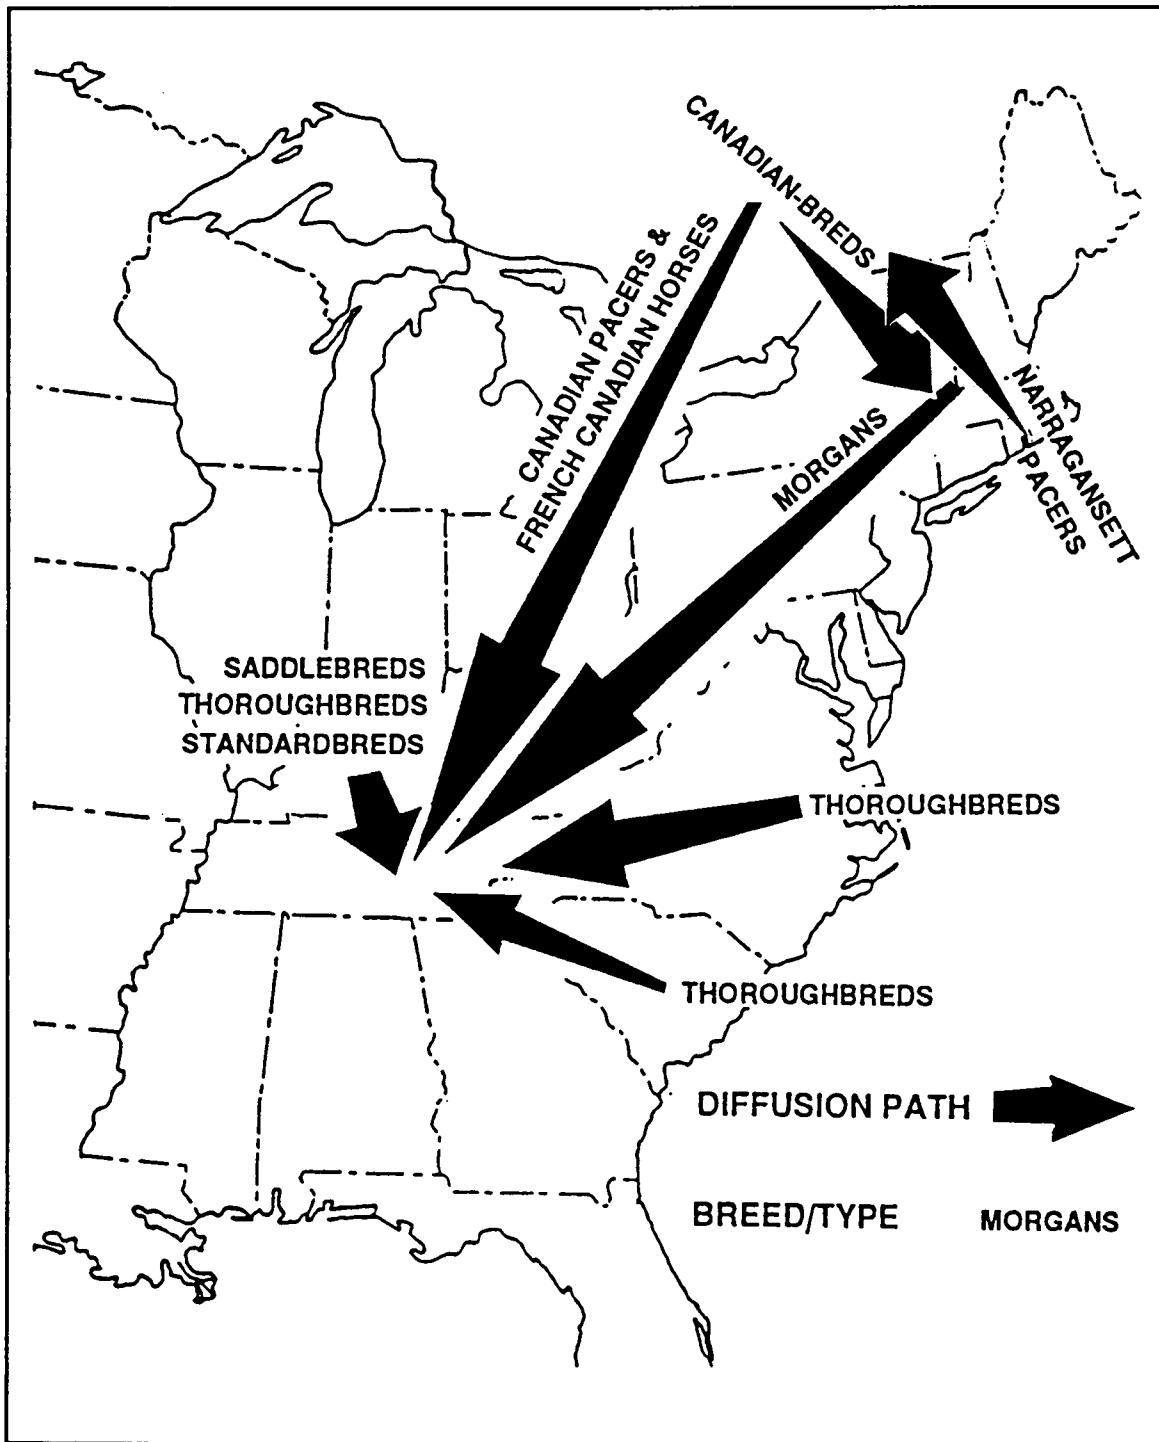 CANADIAN-BREDS
CANADIAN PACERS &
FRENCH CANADIAN HORSES
NARRAGANSETT
PACERS
MORGANS
SADDLEBREDS
THOROUGHBREDS
STANDARDBREDS
THOROUGHBREDS
THOROUGHBREDS
DIFFUSION PATH
BREED/TYPE MORGANS